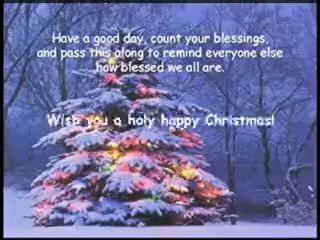 Have a good day, count your blessings,
and pass this along to remind everyone else
how blessed we all are.
Wish you a holy happy Christmas!